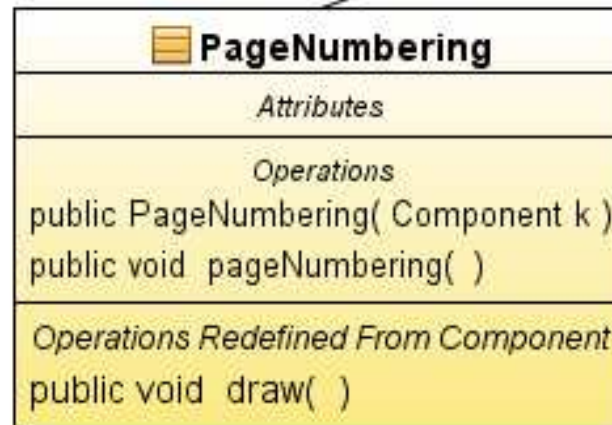 PageNumbering
Attributes
Operations
public PageNumbering( Component k )
public void pageNumbering( )
Operations Redefined From Component
public void draw( )